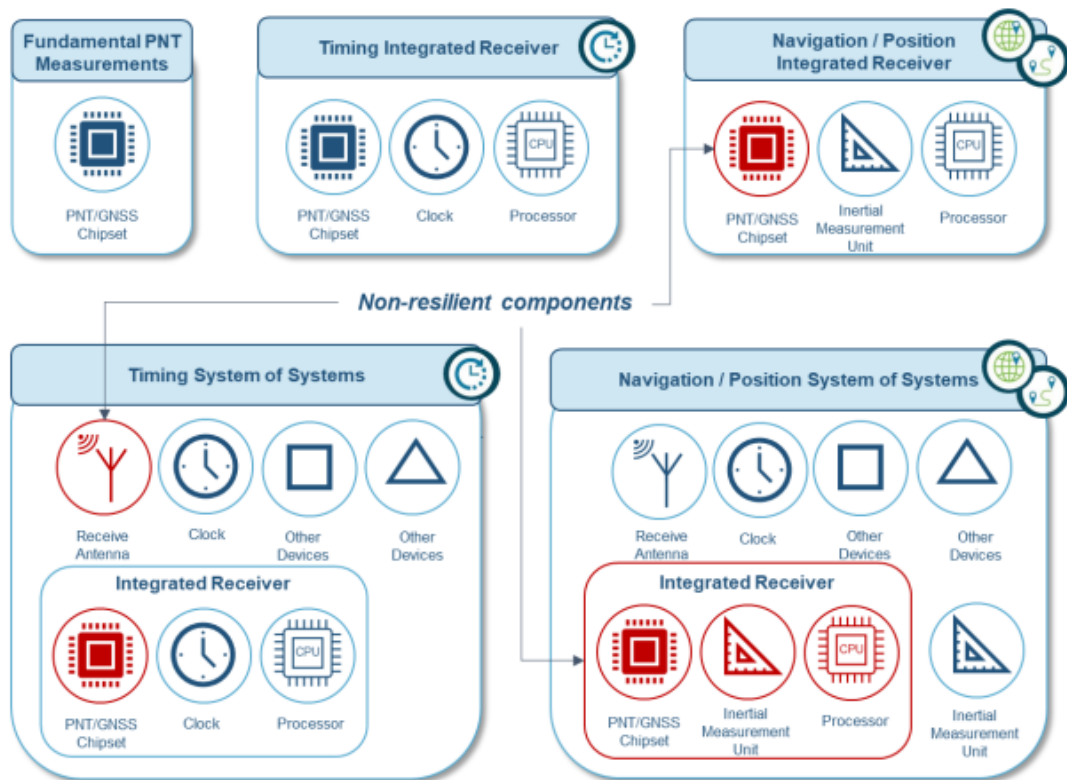 Fundamental PNT
Measurements
PNT/GNSS
Chipset
Timing Integrated Receiver
PNT/GNSS
Chipset
Clock
CPU
Processor
Navigation / Position
Integrated Receiver
PNT/GNSS
Chipset
Inertial
Measurement
Unit
CPU
Processor
Non-resilient components
Timing System of Systems
Receive
Antenna
Clock
Other
Devices
Other
Devices
Integrated Receiver
PNT/GNSS
Chipset
Clock
CPU
Processor
Navigation / Position System of Systems
Receive
Antenna
Clock
Other
Devices
Other
Devices
Integrated Receiver
PNT/GNSS
Chipset
Inertial
Measurement
Unit
CPU
Processor
Inertial
Measurement
Unit